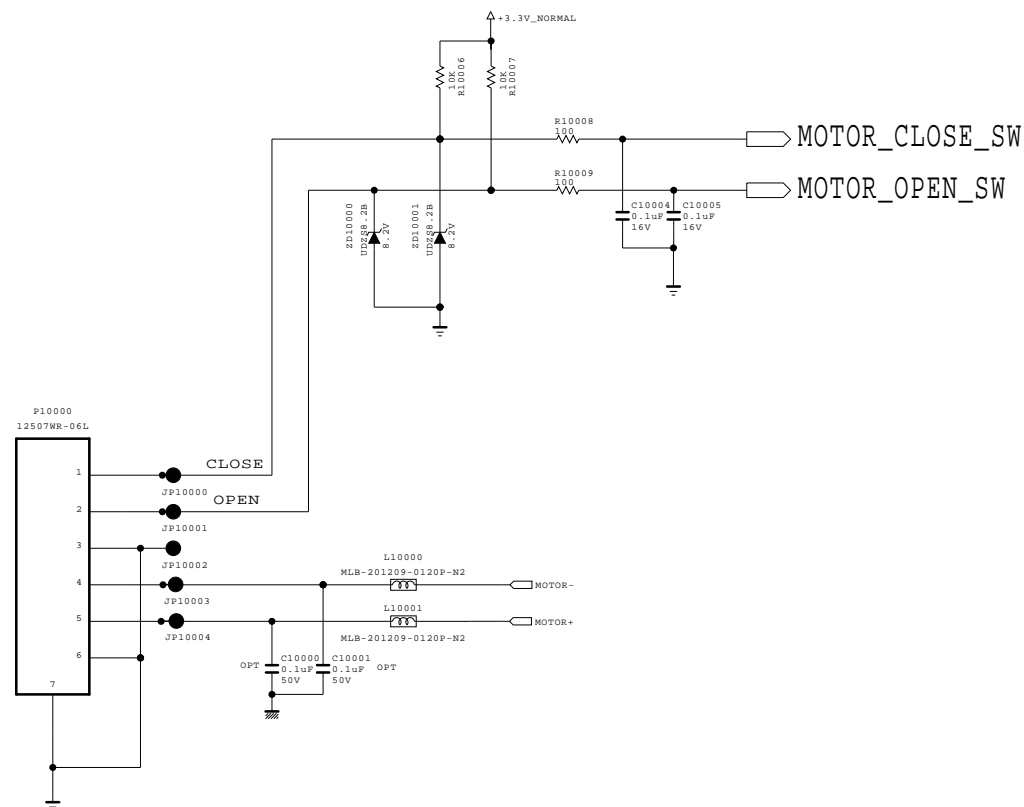 +3.3V_NORMAL
10K
R10006
10K
R10007
R10008
100
MOTOR_CLOSE_SW
R10009
100
MOTOR_OPEN_SW
ZD10000
UDZS8.2B
8.2V
ZD10001
UDZS8.2B
8.2V
C10004
0.1uF
16V
C10005
0.1uF
16V
P10000
12507WR-06L
1
CLOSE
JP10000
2
OPEN
JP10001
3
JP10002
4
JP10003
5
JP10004
6
7
L10000
MLB-201209-0120P-N2
MOTOR-
L10001
MLB-201209-0120P-N2
MOTOR+
OPT
C10000
0.1uF
50V
C10001
0.1uF
50V
OPT